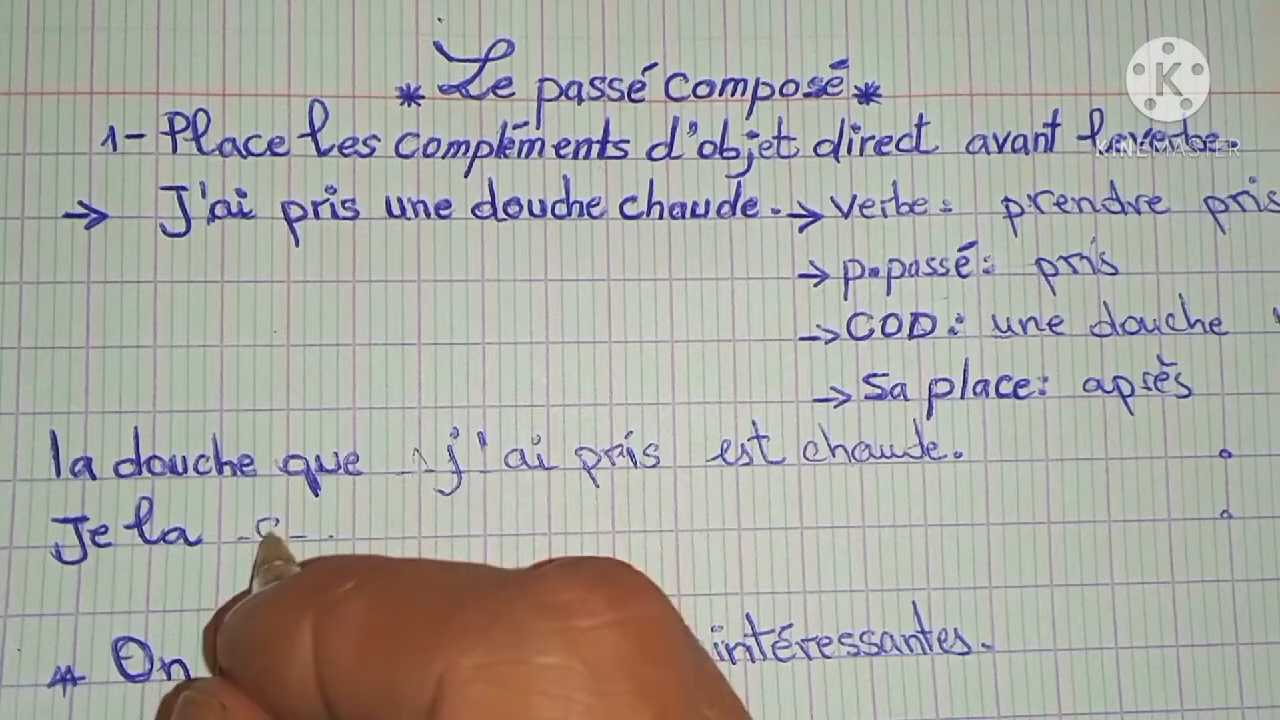 * Le passé composé *
1- Place les compléments d'objet direct avant le verbe.
→ J'ai pris une douche chaude. → verbe: prendre pris
→ p.passé: pris
→ COD: une douche
→ Sa place: après
la douche que j'ai pris est chaude.
Je la
* On intéressantes.
K
KINEMASTER